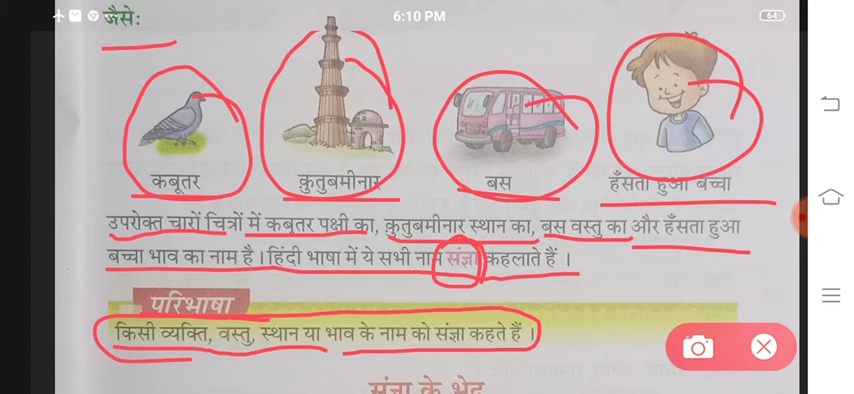 6:10 PM
64
जैसे:
कबूतर
क़ुतुबमीनार
बस
हँसता हुआ बच्चा
उपरोक्त चारों चित्रों में कबूतर पक्षी का, क़ुतुबमीनार स्थान का, बस वस्तु का और हँसता हुआ
बच्चा भाव का नाम है। हिंदी भाषा में ये सभी नाम संज्ञा कहलाते हैं ।
परिभाषा
किसी व्यक्ति, वस्तु, स्थान या भाव के नाम को संज्ञा कहते हैं ।
संज्ञा के भेद